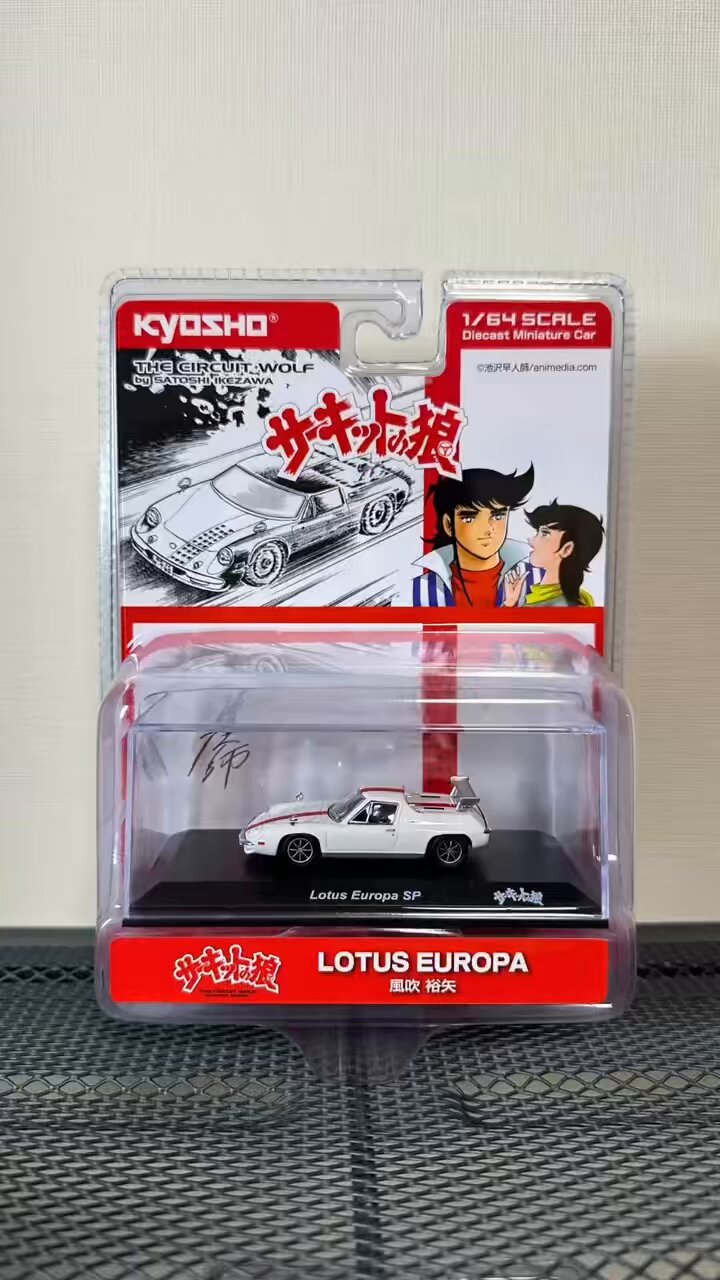 KYOSHO®
1/64 SCALE
Diecast Miniature Car
THE CIRCUIT WOLF
by SATOSHI IKEZAWA
©池沢早人師/animedia.com
サーキットの狼
Lotus Europa SP
サーキットの狼
サーキットの狼
LOTUS EUROPA
風吹 裕矢